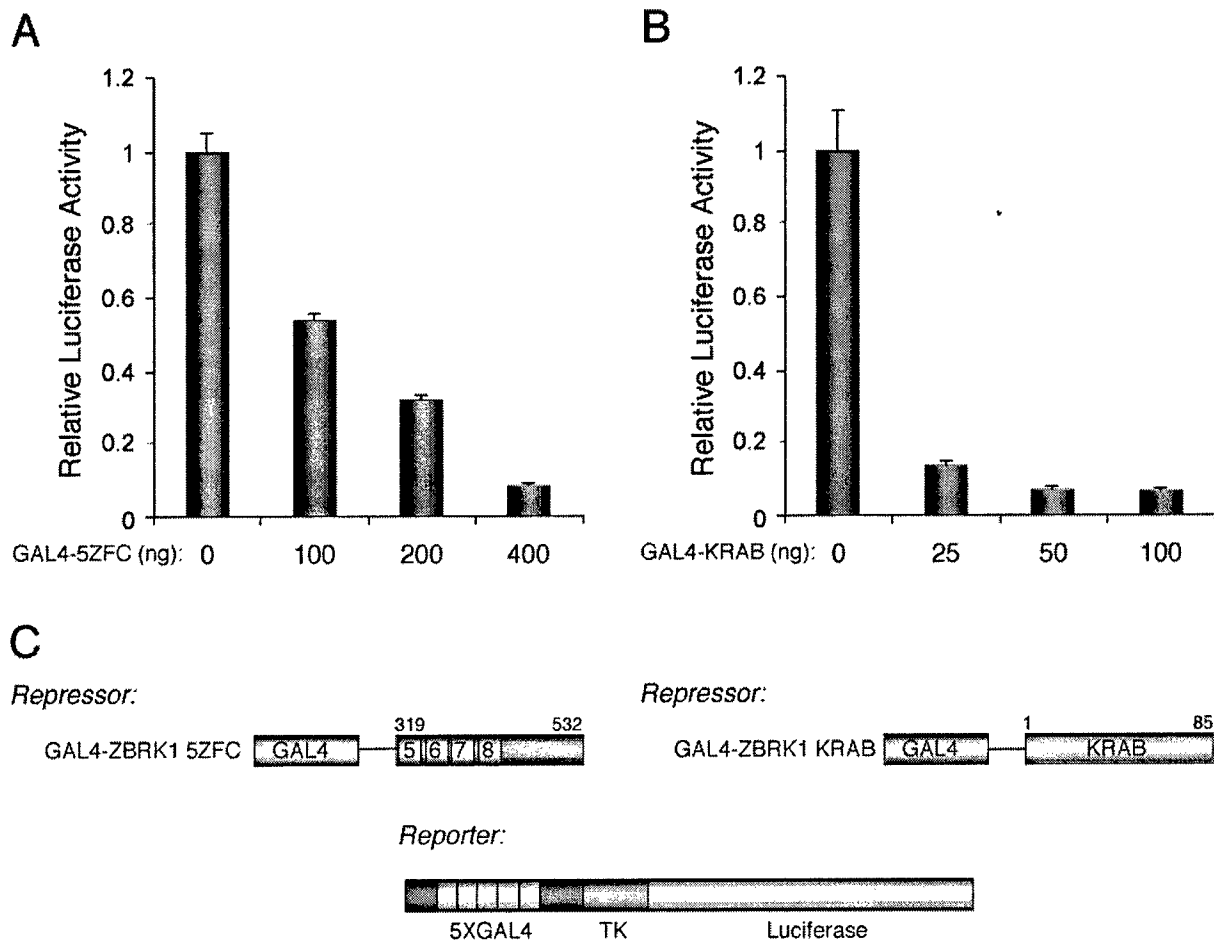 A
Relative Luciferase Activity
1.2
1
0.8
0.6
0.4
0.2
0
GAL4-5ZFC (ng): 0 100 200 400
B
Relative Luciferase Activity
1.2
1
0.8
0.6
0.4
0.2
0
GAL4-KRAB (ng): 0 25 50 100
C
Repressor:
319 532
GAL4-ZBRK1 5ZFC GAL4 5 6 7 8
Repressor:
1 85
GAL4-ZBRK1 KRAB GAL4 KRAB
Reporter:
5XGAL4 TK Luciferase